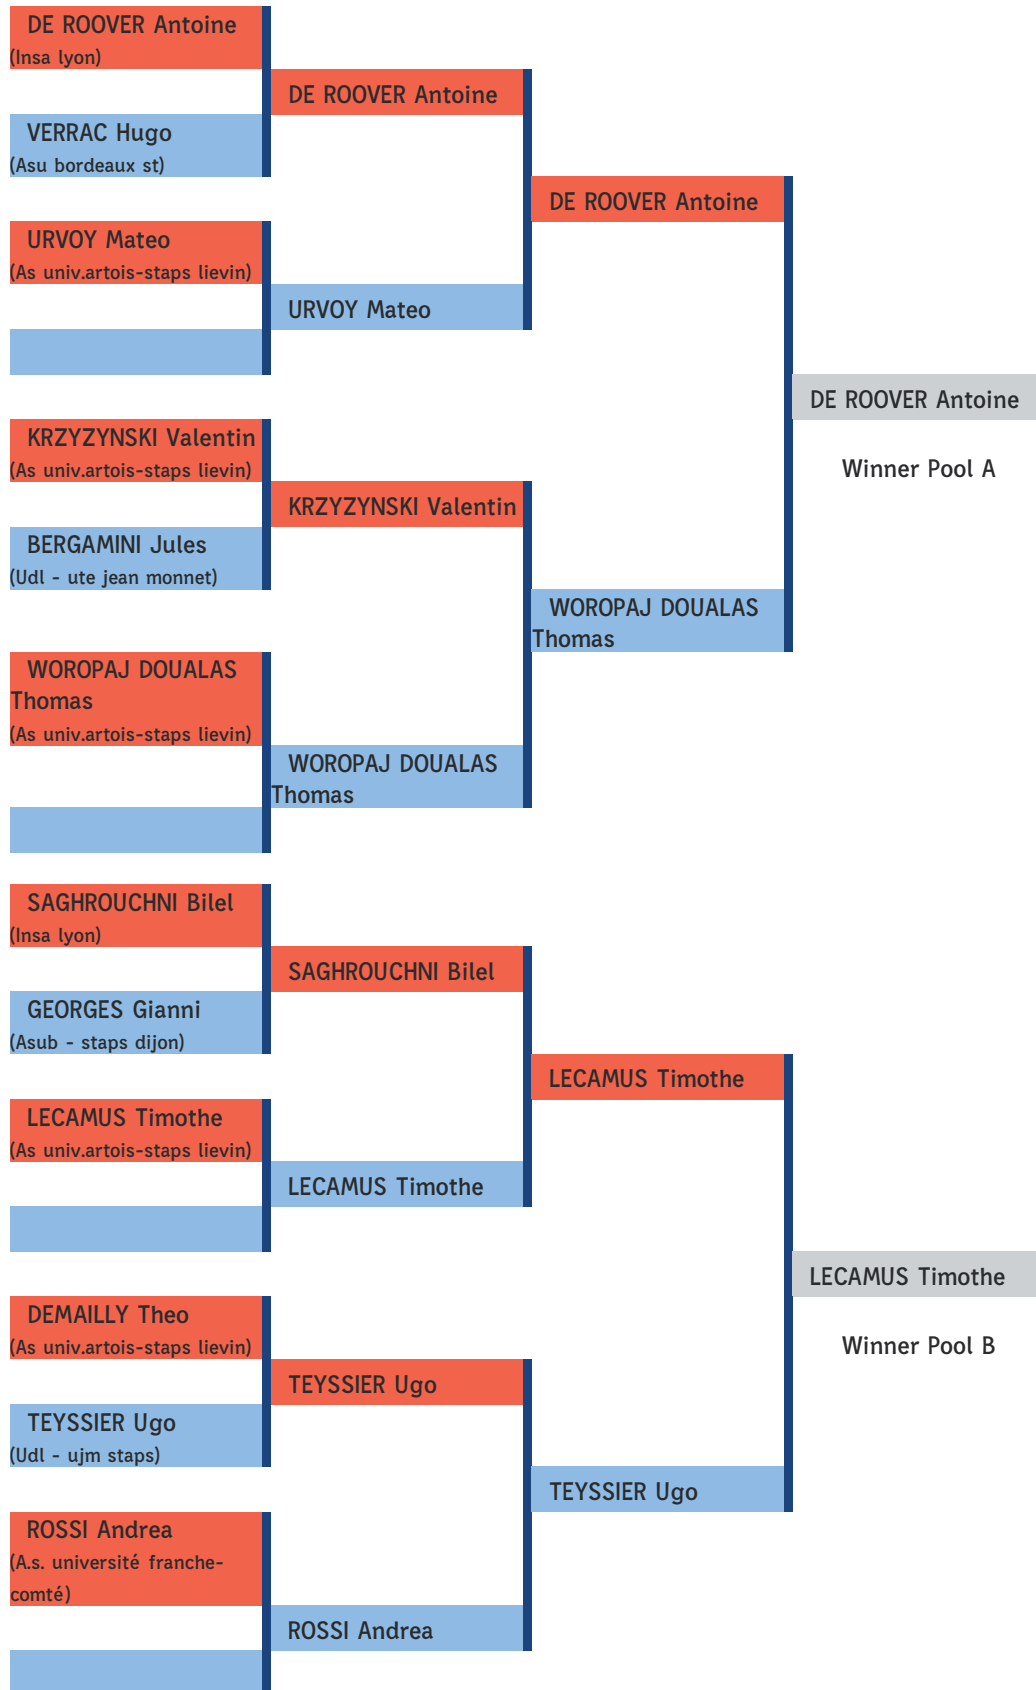 DE ROOVER Antoine
(Insa lyon)
DE ROOVER Antoine
VERRAC Hugo
(Asu bordeaux st)
DE ROOVER Antoine
URVOY Mateo
(As univ.artois-staps lievin)
URVOY Mateo
DE ROOVER Antoine
KRZYZYNSKI Valentin
(As univ.artois-staps lievin)
Winner Pool A
KRZYZYNSKI Valentin
BERGAMINI Jules
(Udl - ute jean monnet)
WOROPAJ DOUALAS
Thomas
WOROPAJ DOUALAS
Thomas
(As univ.artois-staps lievin)
WOROPAJ DOUALAS
Thomas
SAGHROUCHNI Bilel
(Insa lyon)
SAGHROUCHNI Bilel
GEORGES Gianni
(Asub - staps dijon)
LECAMUS Timothe
LECAMUS Timothe
(As univ.artois-staps lievin)
LECAMUS Timothe
LECAMUS Timothe
DEMAILLY Theo
(As univ.artois-staps lievin)
Winner Pool B
TEYSSIER Ugo
TEYSSIER Ugo
(Udl - ujm staps)
TEYSSIER Ugo
ROSSI Andrea
(A.s. université franche-
comté)
ROSSI Andrea